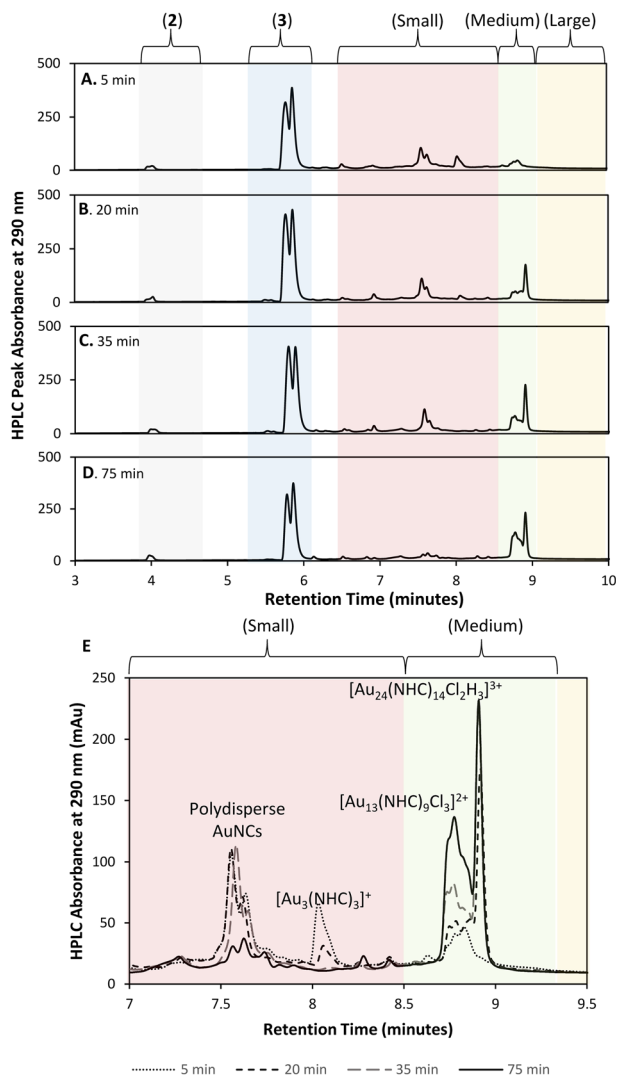 (2) (3) (Small) (Medium) (Large)
HPLC Peak Absorbance at 290 nm
500
A. 5 min
250
0
500
B. 20 min
250
0
500
C. 35 min
250
0
500
D. 75 min
250
0
3 4 5 6 7 8 9 10
Retention Time (minutes)
E
(Small) (Medium)
HPLC Absorbance at 290 nm (mAu)
250
[Au24(NHC)14Cl2H3]3+
200
150
[Au13(NHC)9Cl3]2+
Polydisperse
AuNCs
100
[Au3(NHC)3]+
50
0
7 7.5 8 8.5 9 9.5
Retention Time (minutes)
5 min 20 min 35 min 75 min